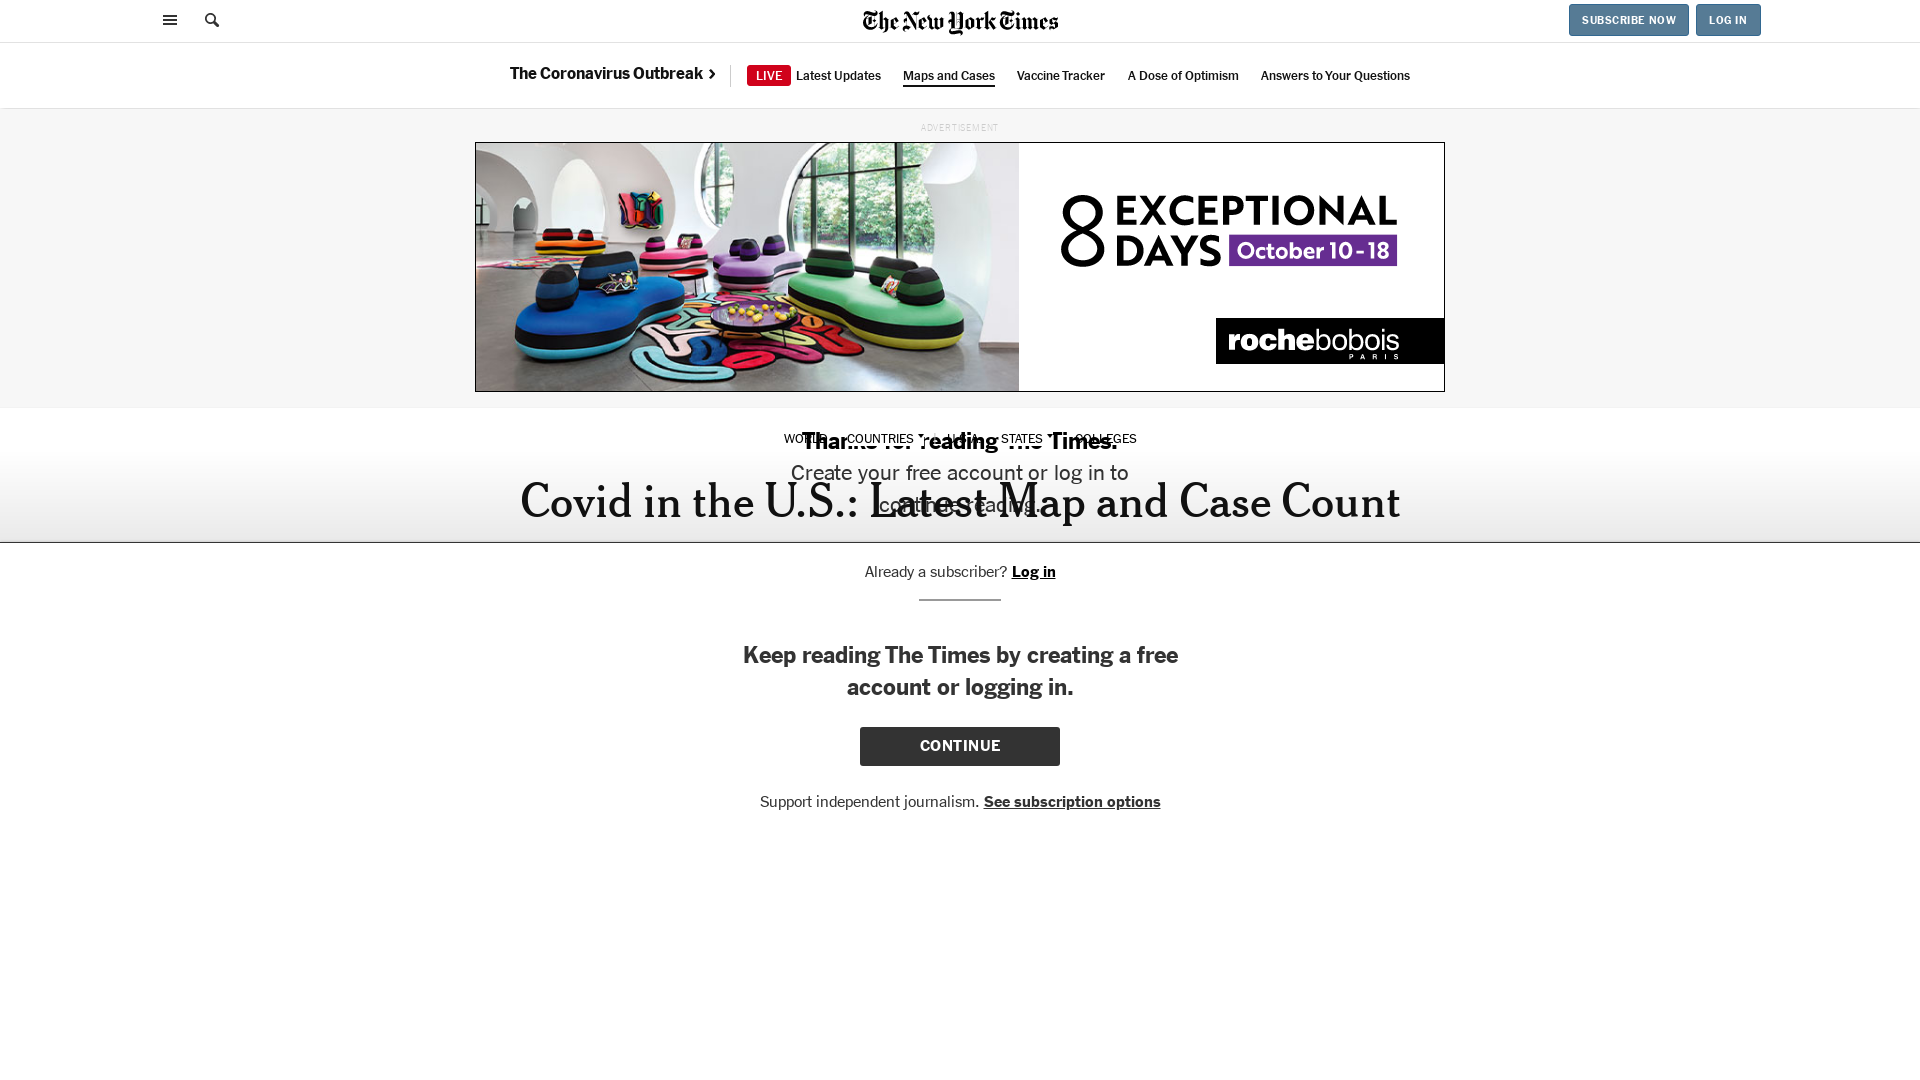 The New York Times
SUBSCRIBE NOW
LOG IN
The Coronavirus Outbreak
LIVE Latest Updates
Maps and Cases
Vaccine Tracker
A Dose of Optimism
Answers to Your Questions
ADVERTISEMENT
8 EXCEPTIONAL
DAYS October 10-18
rochebobois
PARIS
WORLD
COUNTRIES
U.S.A.
STATES
COLLEGES
Thanks for reading The Times.
Create your free account or log in to
continue reading.
Covid in the U.S.: Latest Map and Case Count
Already a subscriber? Log in
Keep reading The Times by creating a free
account or logging in.
CONTINUE
Support independent journalism. See subscription options